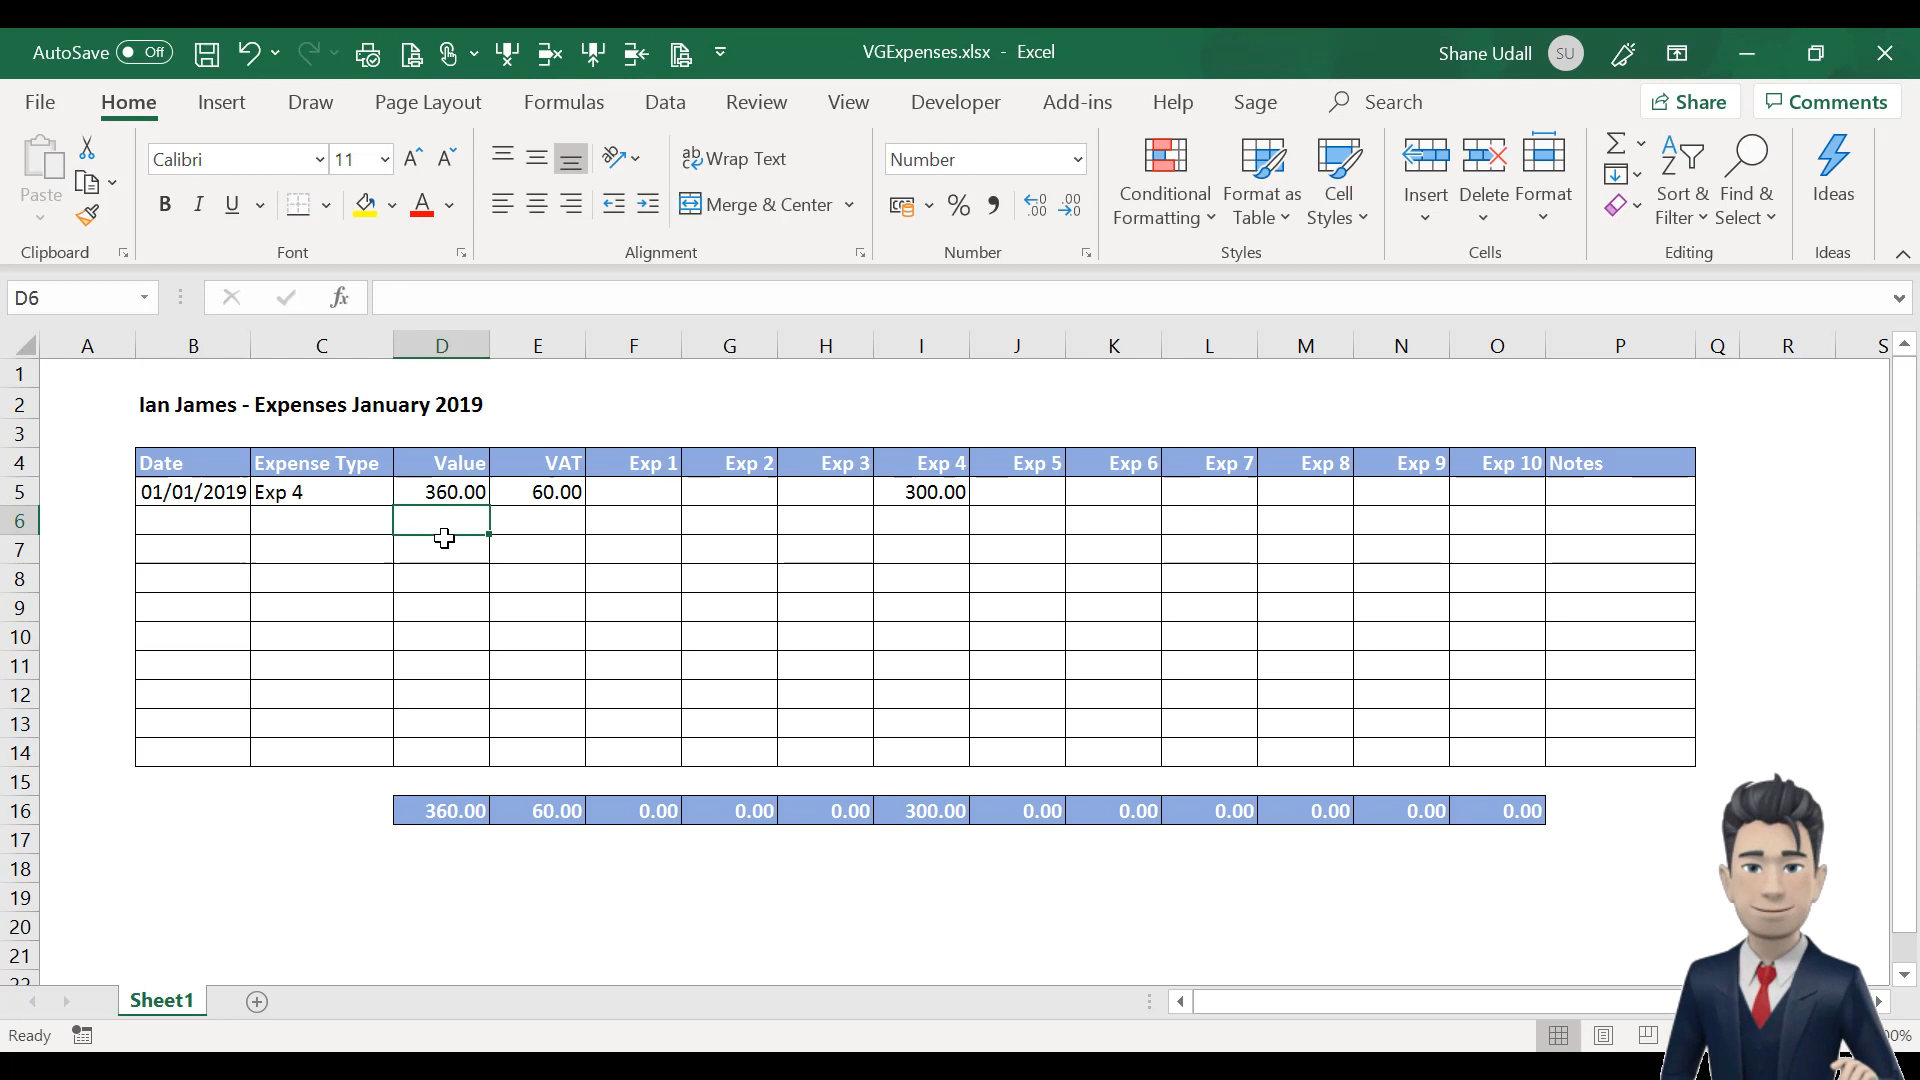 AutoSave Off VGExpenses.xlsx - Excel Shane Udall SU
File Home Insert Draw Page Layout Formulas Data Review View Developer Add-ins Help Sage Search Share Comments
Paste Calibri 11 Wrap Text Number Conditional Formatting Format as Table Cell Styles Insert Delete Format Sort & Filter Find & Select Ideas
B I U Merge & Center
Clipboard Font Alignment Number Styles Cells Editing Ideas
D6 fx
A B C D E F G H I J K L M N O P Q R S
1
2 Ian James - Expenses January 2019
3
4 Date Expense Type Value VAT Exp 1 Exp 2 Exp 3 Exp 4 Exp 5 Exp 6 Exp 7 Exp 8 Exp 9 Exp 10 Notes
5 01/01/2019 Exp 4 360.00 60.00 300.00
6
7
8
9
10
11
12
13
14
15
16 360.00 60.00 0.00 0.00 0.00 300.00 0.00 0.00 0.00 0.00 0.00 0.00
17
18
19
20
21
22
Sheet1
Ready